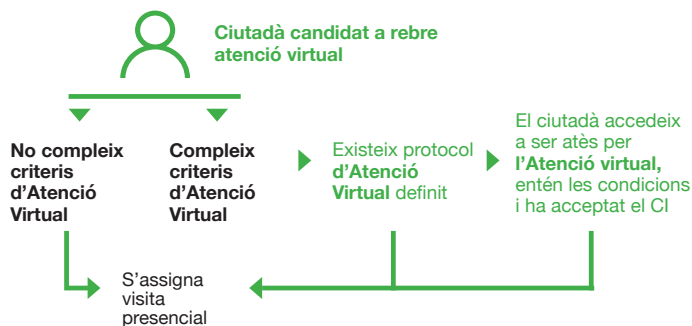 Ciutadà candidat a rebre
atenció virtual
No compleix
criteris
d'Atenció
Virtual
Compleix
criteris
d'Atenció
Virtual
Existeix protocol
d'Atenció
Virtual definit
El ciutadà accedeix
a ser atès per
l'Atenció virtual,
entén les condicions
i ha acceptat el CI
S'assigna
visita
presencial